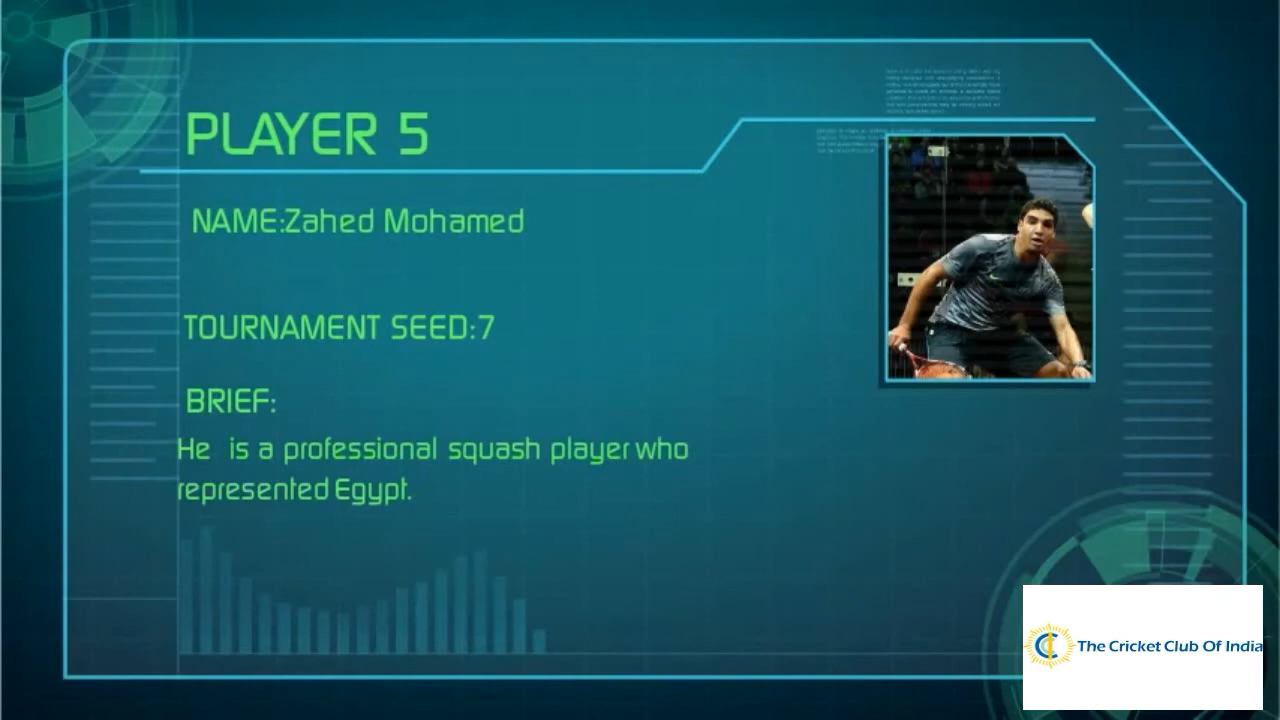 PLAYER 5
NAME:Zahed Mohamed
TOURNAMENT SEED:7
BRIEF:
He is a professional squash player who
represented Egypt.
The Cricket Club Of India